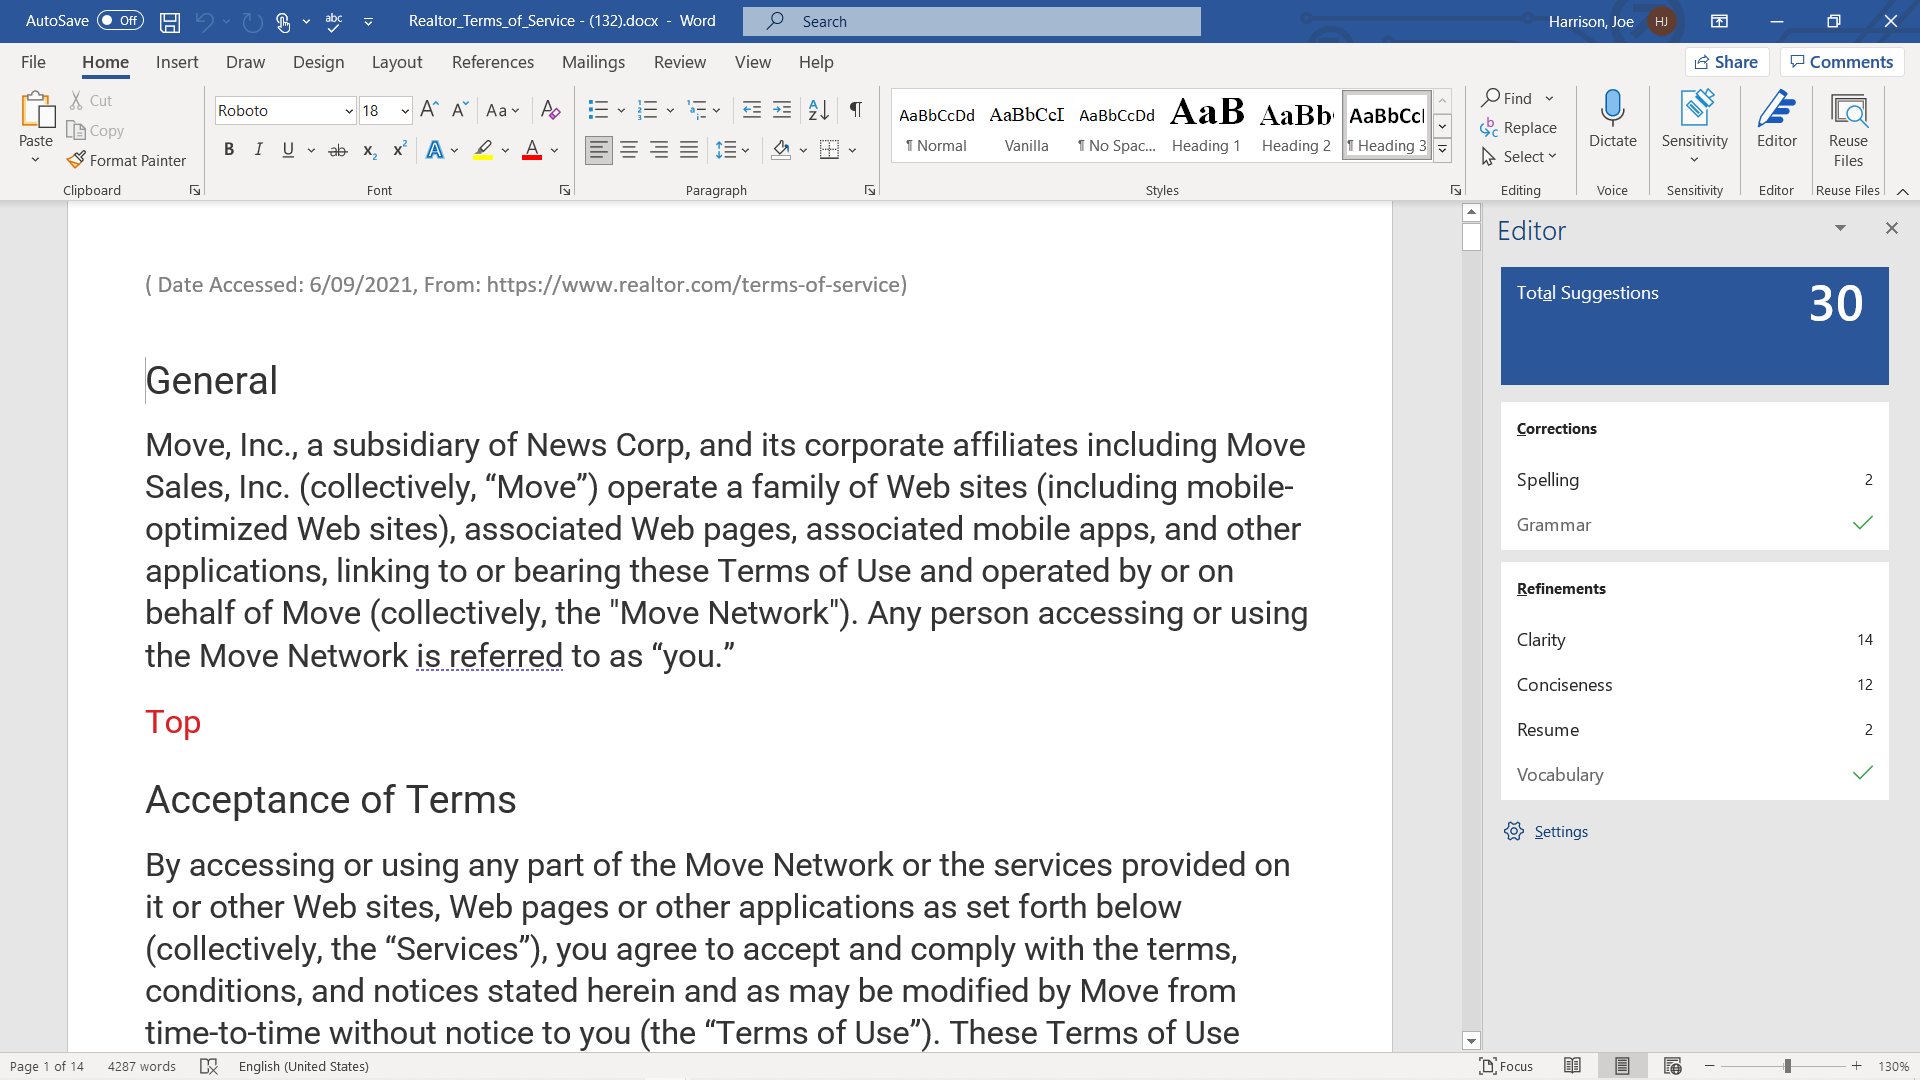 AutoSave Off Realtor_Terms_of_Service - (132).docx - Word Search Harrison, Joe HJ
File Home Insert Draw Design Layout References Mailings Review View Help Share Comments
Paste
Cut
Copy
Format Painter
Clipboard
Roboto 18
Font
Paragraph
AaBbCcDd AaBbCcI AaBbCcDd AaB AaBb( AaBbCcI
¶ Normal Vanilla ¶ No Spac... Heading 1 Heading 2 ¶ Heading 3
Styles
Find
Replace
Select
Editing
Dictate
Voice
Sensitivity
Sensitivity
Editor
Editor
Reuse
Files
Reuse Files
( Date Accessed: 6/09/2021, From: https://www.realtor.com/terms-of-service)
General
Move, Inc., a subsidiary of News Corp, and its corporate affiliates including Move
Sales, Inc. (collectively, “Move”) operate a family of Web sites (including mobile-
optimized Web sites), associated Web pages, associated mobile apps, and other
applications, linking to or bearing these Terms of Use and operated by or on
behalf of Move (collectively, the "Move Network"). Any person accessing or using
the Move Network is referred to as “you.”
Top
Acceptance of Terms
By accessing or using any part of the Move Network or the services provided on
it or other Web sites, Web pages or other applications as set forth below
(collectively, the “Services”), you agree to accept and comply with the terms,
conditions, and notices stated herein and as may be modified by Move from
time-to-time without notice to you (the “Terms of Use”). These Terms of Use
Editor
Total Suggestions 30
Corrections
Spelling 2
Grammar
Refinements
Clarity 14
Conciseness 12
Resume 2
Vocabulary
Settings
Page 1 of 14 4287 words English (United States) Focus 130%